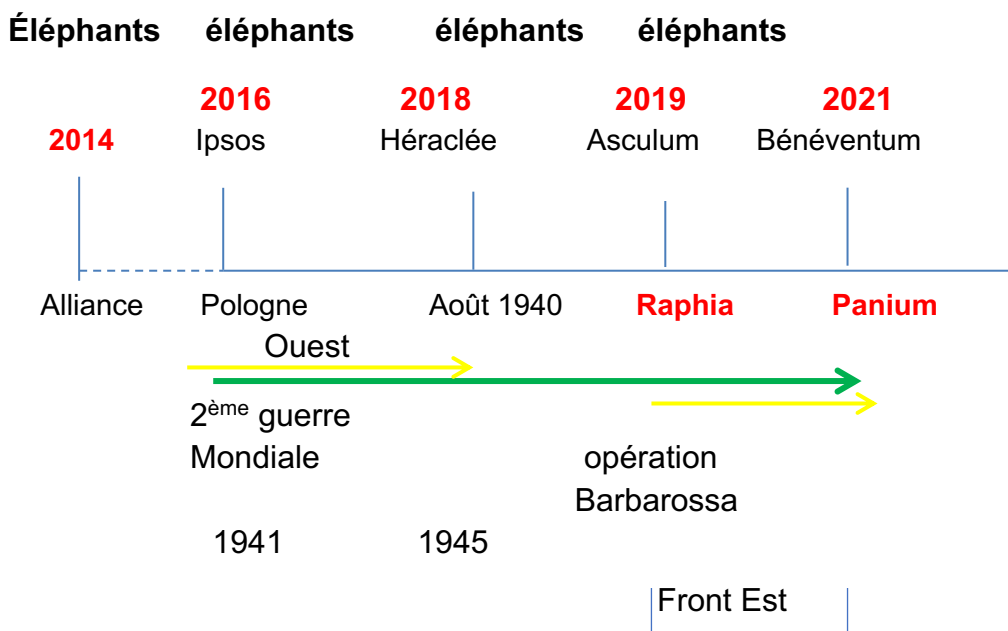 Éléphants éléphants éléphants éléphants
2016 2018 2019 2021
2014 Ipsos Héraclée Asculum Bénéventum
Alliance Pologne Août 1940 Raphia Panium
Ouest
2ème guerre
Mondiale opération
Barbarossa
1941 1945
Front Est